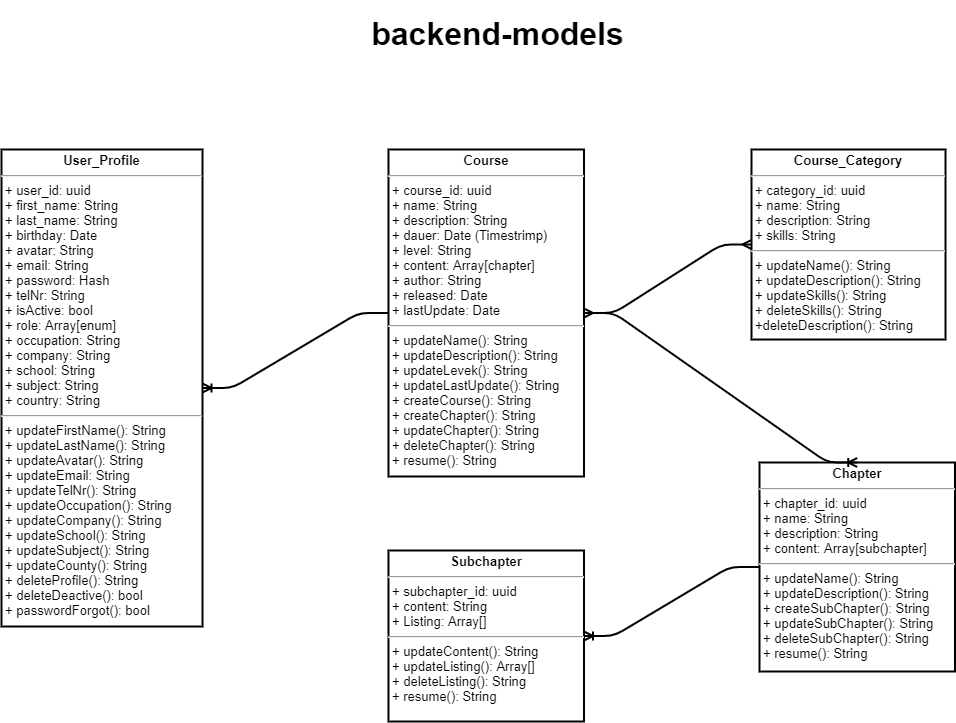 backend-models
User_Profile
+ user_id: uuid
+ first_name: String
+ last_name: String
+ birthday: Date
+ avatar: String
+ email: String
+ password: Hash
+ telNr: String
+ isActive: bool
+ role: Array[enum]
+ occupation: String
+ company: String
+ school: String
+ subject: String
+ country: String
+ updateFirstName(): String
+ updateLastName(): String
+ updateAvatar(): String
+ updateEmail: String
+ updateTelNr(): String
+ updateOccupation(): String
+ updateCompany(): String
+ updateSchool(): String
+ updateSubject(): String
+ updateCounty(): String
+ deleteProfile(): String
+ deleteDeactive(): bool
+ passwordForgot(): bool
Course
+ course_id: uuid
+ name: String
+ description: String
+ dauer: Date (Timestrimp)
+ level: String
+ content: Array[chapter]
+ author: String
+ released: Date
+ lastUpdate: Date
+ updateName(): String
+ updateDescription(): String
+ updateLevek(): String
+ updateLastUpdate(): String
+ createCourse(): String
+ createChapter(): String
+ updateChapter(): String
+ deleteChapter(): String
+ resume(): String
Course_Category
+ category_id: uuid
+ name: String
+ description: String
+ skills: String
+ updateName(): String
+ updateDescription(): String
+ updateSkills(): String
+ deleteSkills(): String
+deleteDescription(): String
Chapter
+ chapter_id: uuid
+ name: String
+ description: String
+ content: Array[subchapter]
+ updateName(): String
+ updateDescription(): String
+ createSubChapter(): String
+ updateSubChapter(): String
+ deleteSubChapter(): String
+ resume(): String
Subchapter
+ subchapter_id: uuid
+ content: String
+ Listing: Array[]
+ updateContent(): String
+ updateListing(): Array[]
+ deleteListing(): String
+ resume(): String